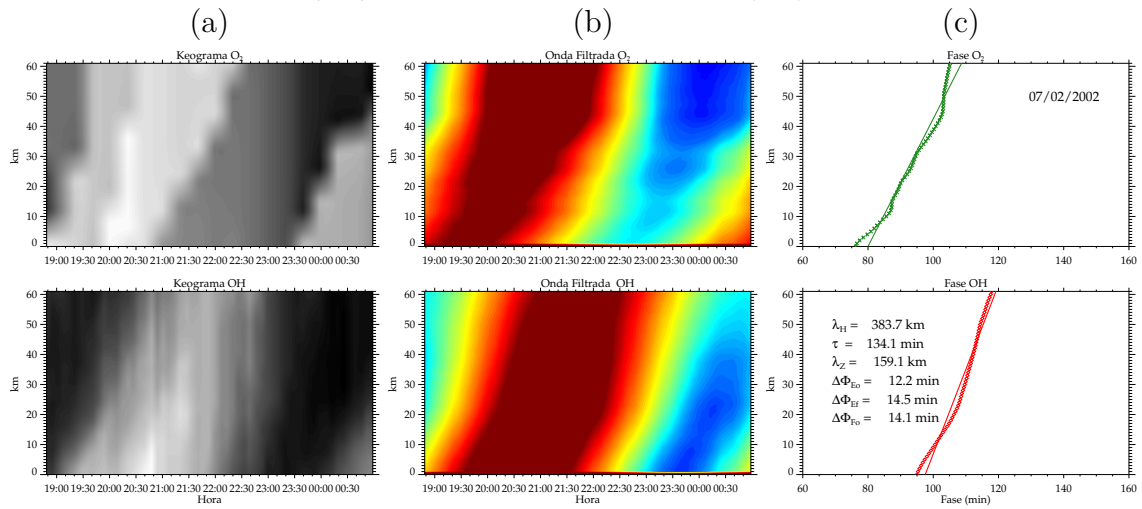 (a) (b) (c)
Keograma O₂
km
60
50
40
30
20
10
0
19:00 19:30 20:00 20:30 21:00 21:30 22:00 22:30 23:00 23:30 00:00 00:30
Onda Filtrada O₂
km
60
50
40
30
20
10
0
19:00 19:30 20:00 20:30 21:00 21:30 22:00 22:30 23:00 23:30 00:00 00:30
Fase O₂
07/02/2002
km
60
50
40
30
20
10
0
60 80 100 120 140 160
Keograma OH
km
60
50
40
30
20
10
0
19:00 19:30 20:00 20:30 21:00 21:30 22:00 22:30 23:00 23:30 00:00 00:30
Hora
Onda Filtrada OH
km
60
50
40
30
20
10
0
19:00 19:30 20:00 20:30 21:00 21:30 22:00 22:30 23:00 23:30 00:00 00:30
Hora
Fase OH
λ_H = 383.7 km
τ = 134.1 min
λ_Z = 159.1 km
ΔΦ_Eo = 12.2 min
ΔΦ_Ef = 14.5 min
ΔΦ_Fo = 14.1 min
km
60
50
40
30
20
10
0
60 80 100 120 140 160
Fase (min)